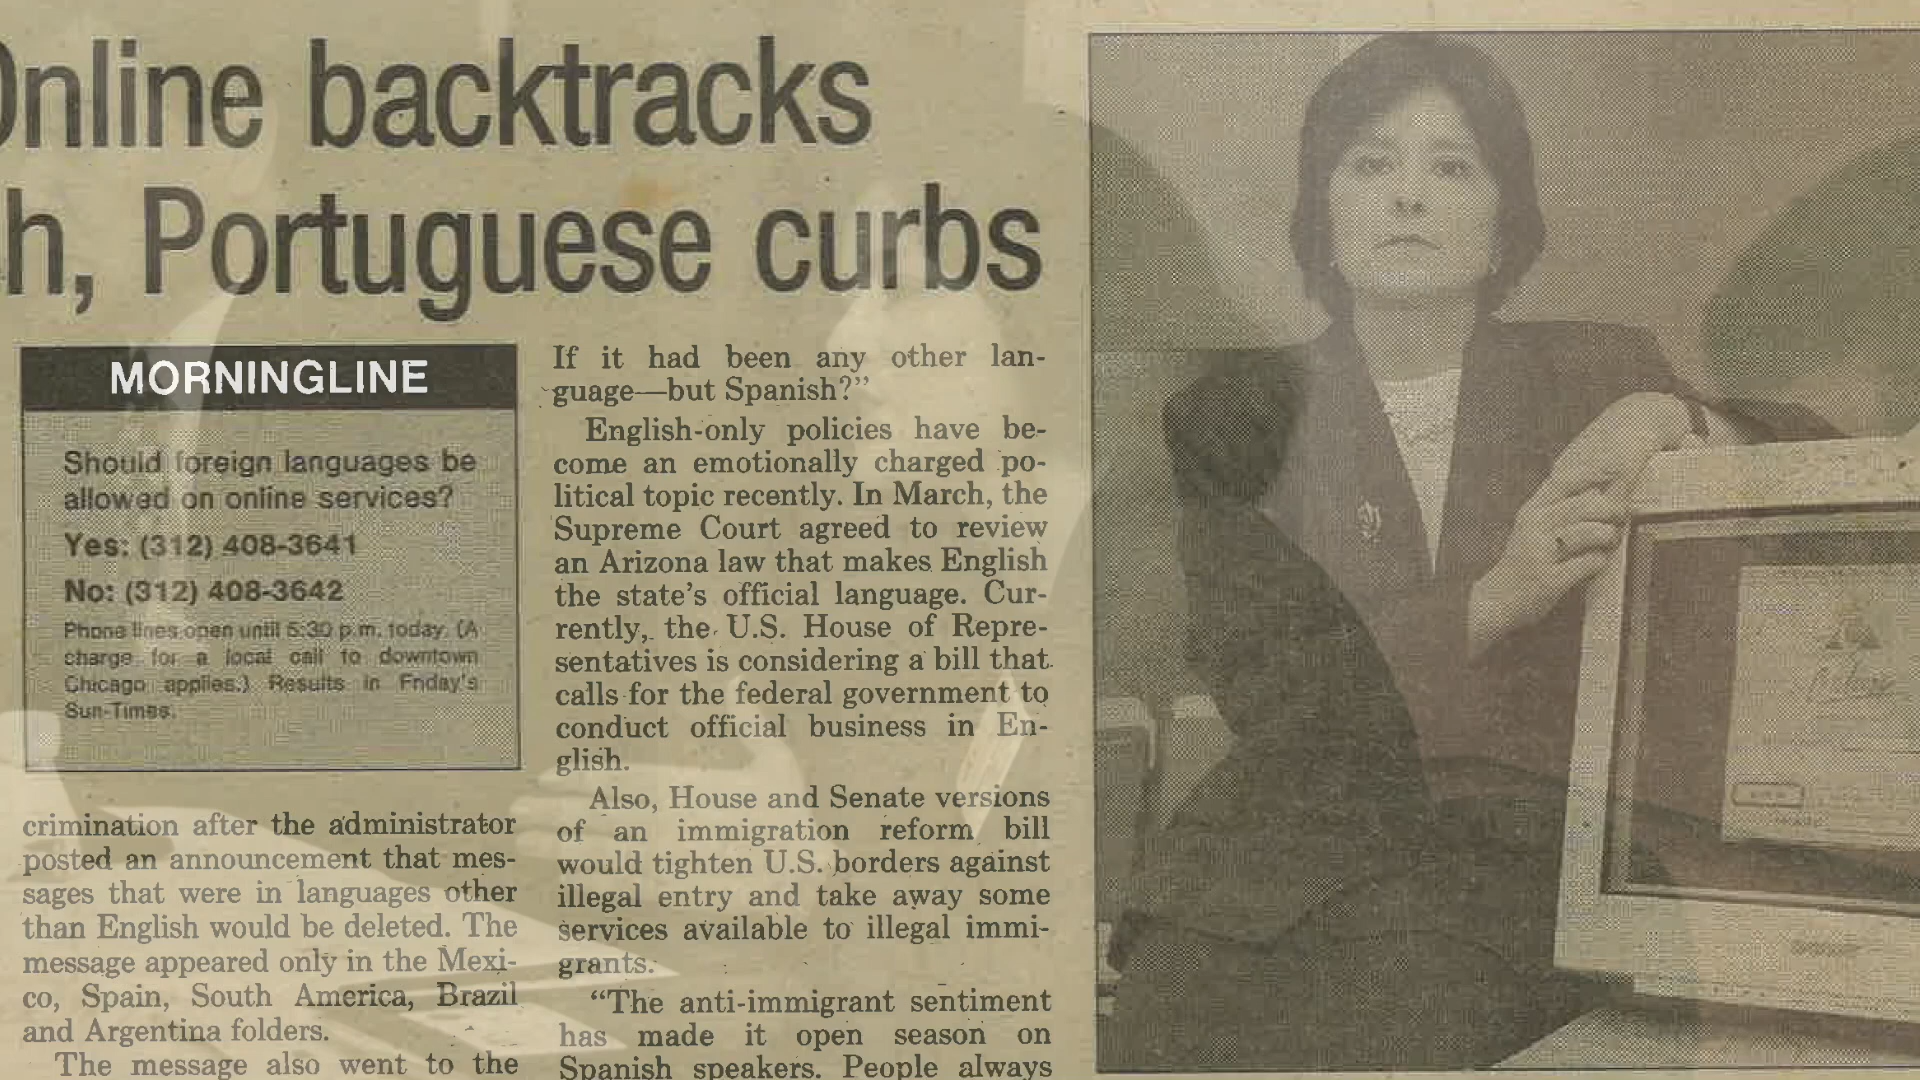 Online backtracks
h, Portuguese curbs
MORNINGLINE
Should foreign languages be
allowed on online services?
Yes: (312) 408-3641
No: (312) 408-3642
Phone lines open until 5:30 p.m. today. (A
charge for a local call to downtown
Chicago applies.) Results in Friday's
Sun-Times.
crimination after the administrator
posted an announcement that mes-
sages that were in languages other
than English would be deleted. The
message appeared only in the Mexi-
co, Spain, South America, Brazil
and Argentina folders.
The message also went to the
If it had been any other lan-
guage—but Spanish?”
English-only policies have be-
come an emotionally charged po-
litical topic recently. In March, the
Supreme Court agreed to review
an Arizona law that makes English
the state’s official language. Cur-
rently, the U.S. House of Repre-
sentatives is considering a bill that
calls for the federal government to
conduct official business in En-
glish.
Also, House and Senate versions
of an immigration reform bill
would tighten U.S. borders against
illegal entry and take away some
services available to illegal immi-
grants.
“The anti-immigrant sentiment
has made it open season on
Spanish speakers. People always